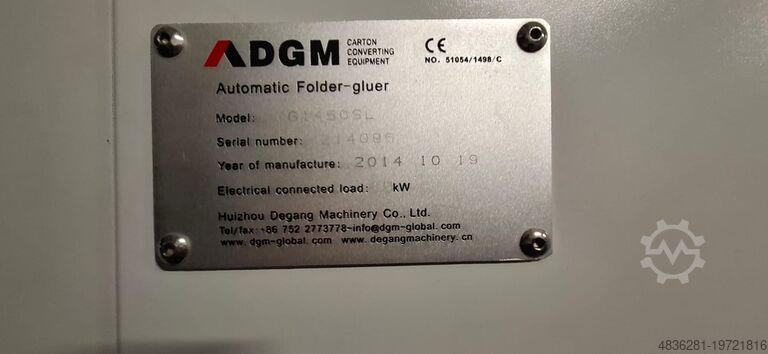 DGM
CARTON
CONVERTING
EQUIPMENT
CE
NO. 51054/1498/C
Automatic Folder-gluer
Model: G1450SL
Serial number:
Year of manufacture: 2014 10 19
Electrical connected load: kW
Huizhou Degang Machinery Co., Ltd.
Tel/fax:+86 752 2773778-info@dgm-global.com
www.dgm-global.com www.degangmachinery.cn
4836281-19721816